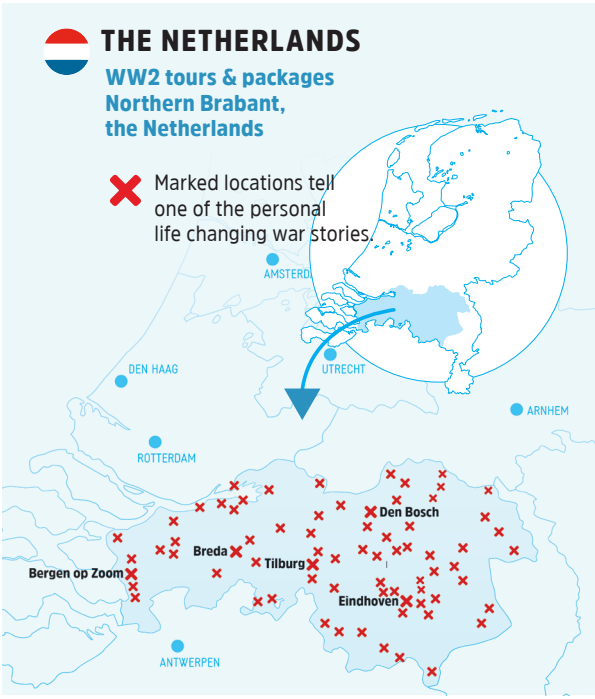 THE NETHERLANDS
WW2 tours & packages
Northern Brabant,
the Netherlands
Marked locations tell
one of the personal
life changing war stories.
AMSTERD
UTRECHT
DEN HAAG
ARNHEM
ROTTERDAM
Den Bosch
Breda
Tilburg
Bergen op Zoom
Eindhoven
ANTWERPEN